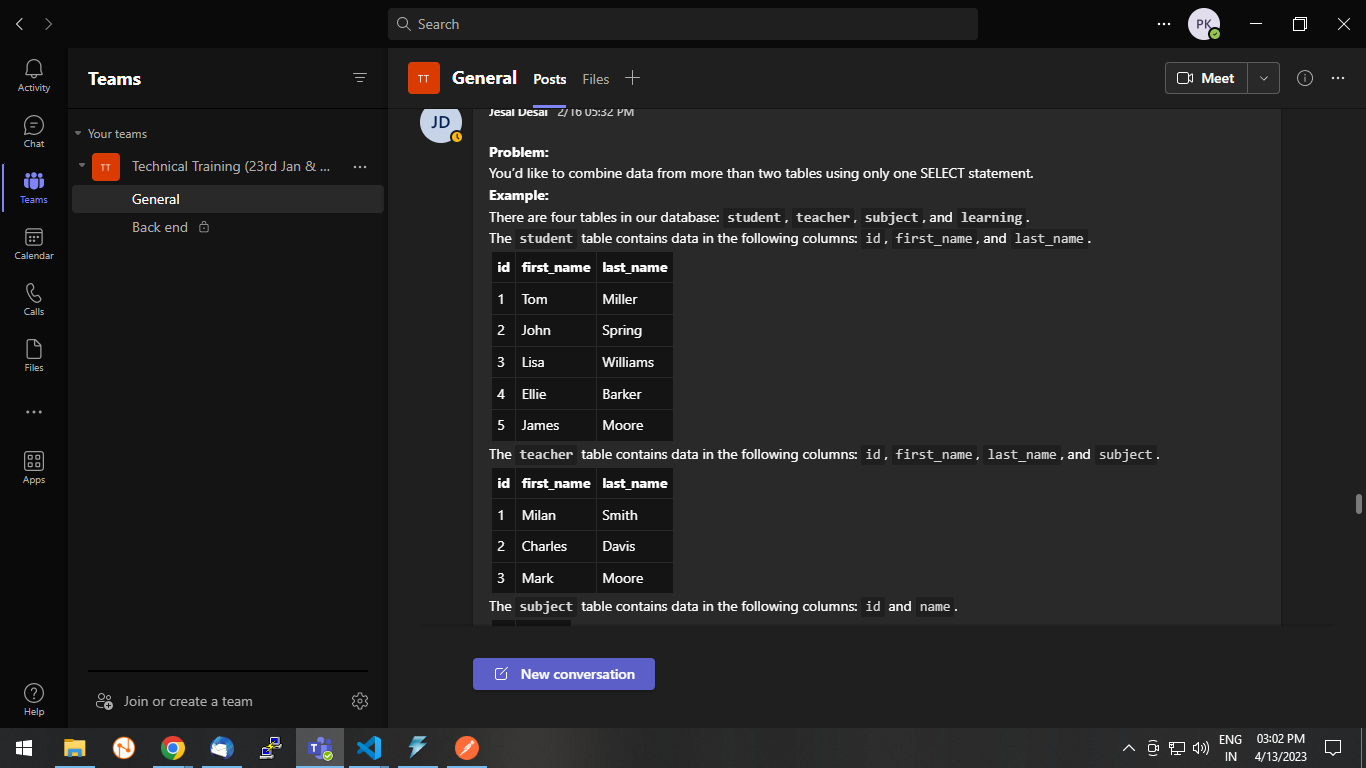 Search
PK
Activity
Chat
Teams
Calendar
Calls
Files
Apps
Help
Teams
Your teams
TT
Technical Training (23rd Jan & ...
General
Back end
Join or create a team
TT
General
Posts
Files
Meet
JD
Jesal Desai 2/16 05:32 PM
Problem:
You'd like to combine data from more than two tables using only one SELECT statement.
Example:
There are four tables in our database: student, teacher, subject, and learning.
The student table contains data in the following columns: id, first_name, and last_name.
id first_name last_name
1 Tom Miller
2 John Spring
3 Lisa Williams
4 Ellie Barker
5 James Moore
The teacher table contains data in the following columns: id, first_name, last_name, and subject.
id first_name last_name
1 Milan Smith
2 Charles Davis
3 Mark Moore
The subject table contains data in the following columns: id and name.
New conversation
ENG
IN
03:02 PM
4/13/2023